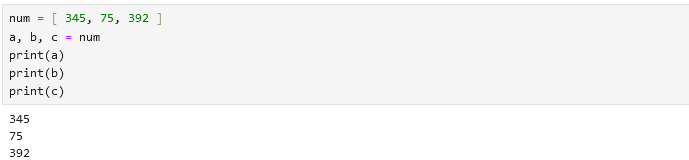 num = [ 345, 75, 392 ]
a, b, c = num
print(a)
print(b)
print(c)
345
75
392